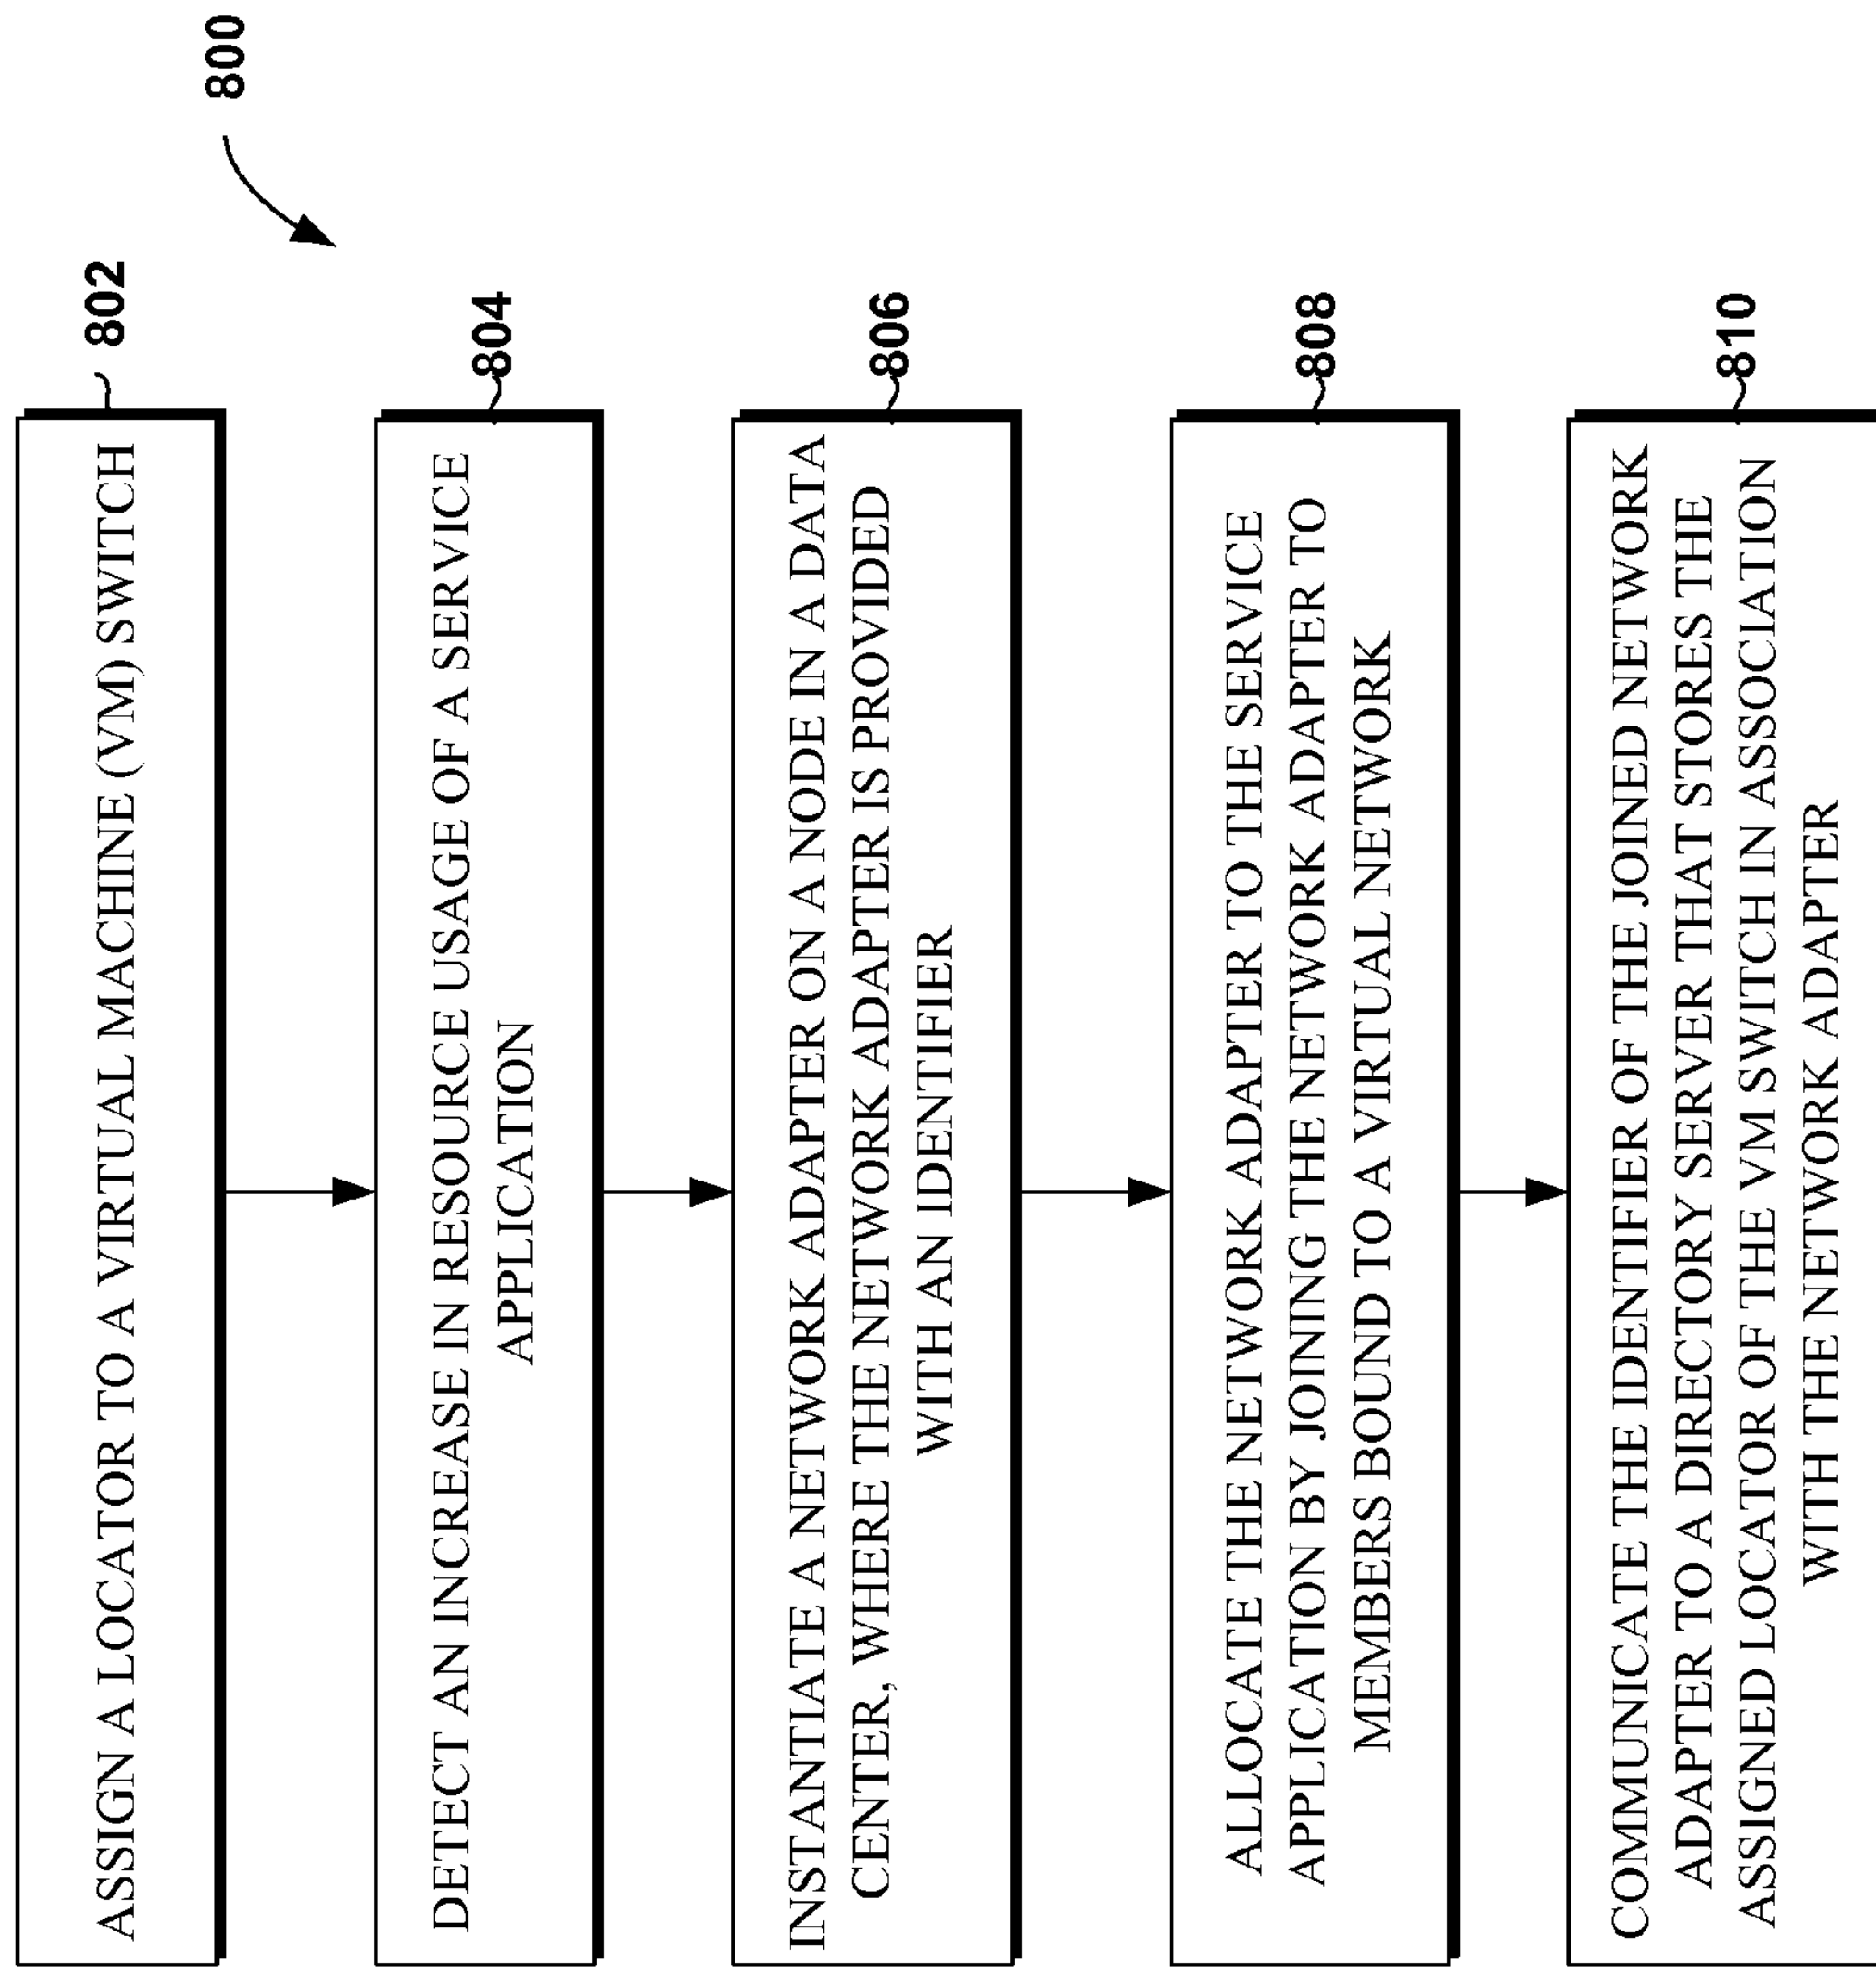 800
802
ASSIGN A LOCATOR TO A VIRTUAL MACHINE (VM) SWITCH
804
DETECT AN INCREASE IN RESOURCE USAGE OF A SERVICE
APPLICATION
806
INSTANTIATE A NETWORK ADAPTER ON A NODE IN A DATA
CENTER, WHERE THE NETWORK ADAPTER IS PROVIDED
WITH AN IDENTIFIER
808
ALLOCATE THE NETWORK ADAPTER TO THE SERVICE
APPLICATION BY JOINING THE NETWORK ADAPTER TO
MEMBERS BOUND TO A VIRTUAL NETWORK
810
COMMUNICATE THE IDENTIFIER OF THE JOINED NETWORK
ADAPTER TO A DIRECTORY SERVER THAT STORES THE
ASSIGNED LOCATOR OF THE VM SWITCH IN ASSOCIATION
WITH THE NETWORK ADAPTER